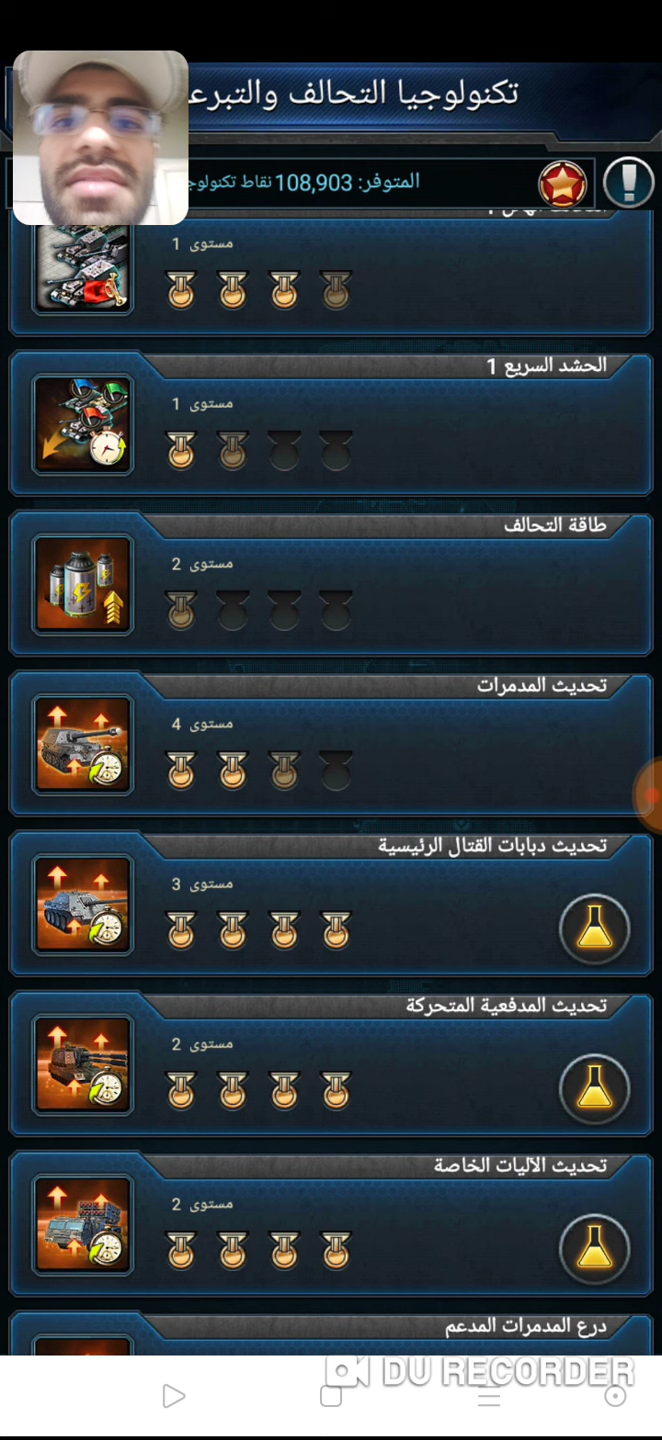 تكنولوجيا التحالف والتبرع
المتوفر: 108,903 نقاط تكنولوج
مستوى 1
الحشد السريع 1
مستوى 1
طاقة التحالف
مستوى 2
تحديث المدمرات
مستوى 4
تحديث دبابات القتال الرئيسية
مستوى 3
تحديث المدفعية المتحركة
مستوى 2
تحديث الآليات الخاصة
مستوى 2
درع المدمرات المدعم
DU RECORDER